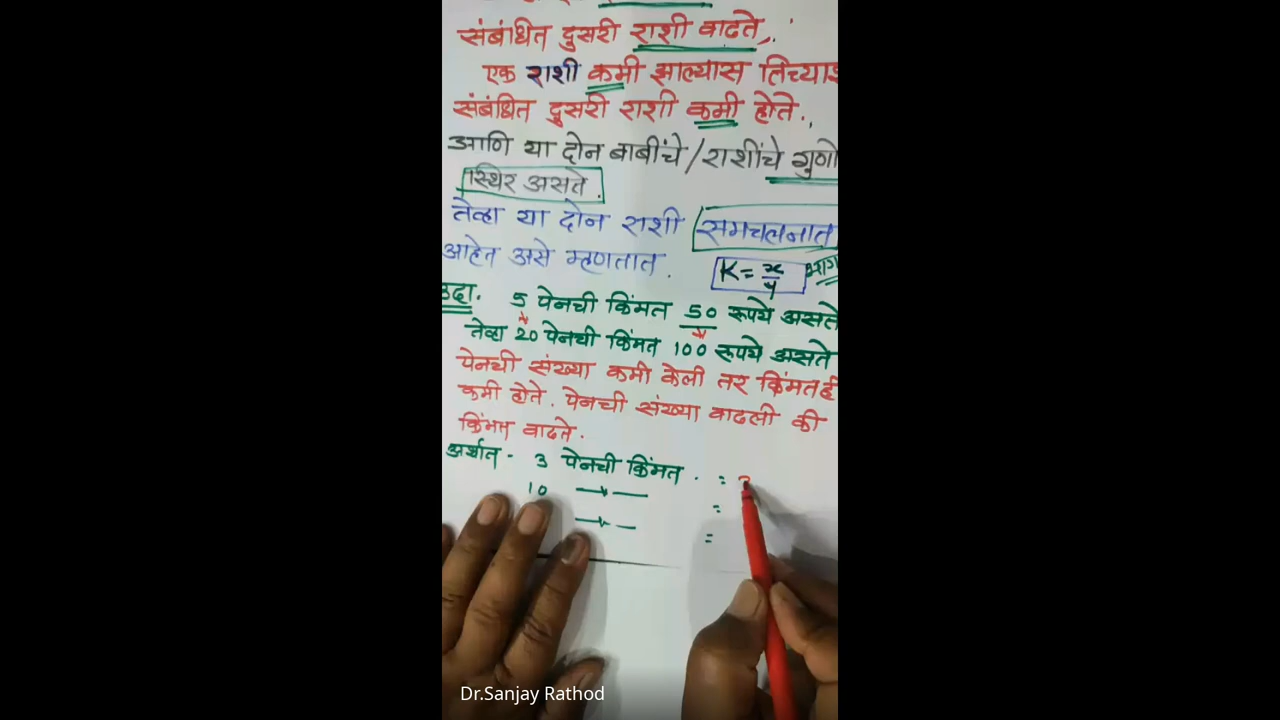 संबंधित दुसरी राशी वाढते,.
एक राशी कमी झाल्यास तिच्याश
संबंधित दुसरी राशी कमी होते.,
आणि या दोन बाबींचे / राशींचे गुणो
स्थिर असते.
तेव्हा या दोन राशी समचलनात
आहेत असे म्हणतात.
K = x/y
उदा. 5 पेनची किंमत 50 रूपये असते
तेव्हा 20 पेनची किंमत 100 रूपये असते
पेनची संख्या कमी केली तर किंमतही
कमी होते. पेनची संख्या वाढली की
किंमत वाढते.
अर्थात - 3 पेनची किंमत. :
10 — " — :
— " — =
Dr.Sanjay Rathod